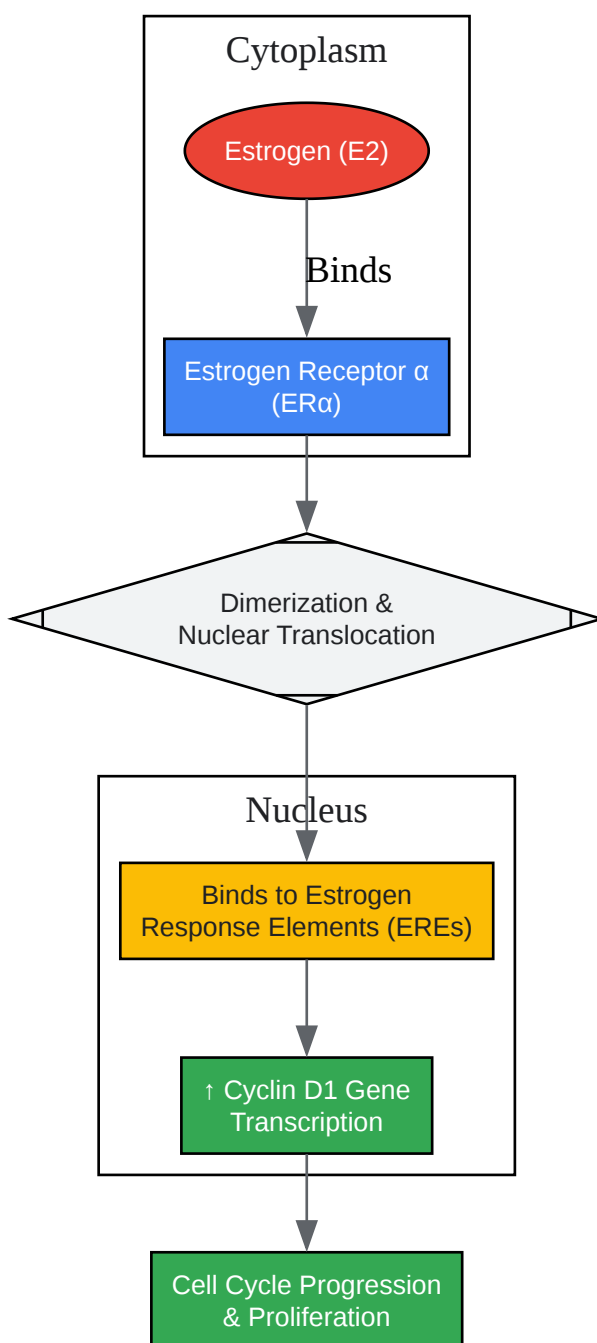 Cytoplasm
Estrogen (E2)
Binds
Estrogen Receptor α
(ERα)
Dimerization &
Nuclear Translocation
Nucleus
Binds to Estrogen
Response Elements (EREs)
↑ Cyclin D1 Gene
Transcription
Cell Cycle Progression
& Proliferation